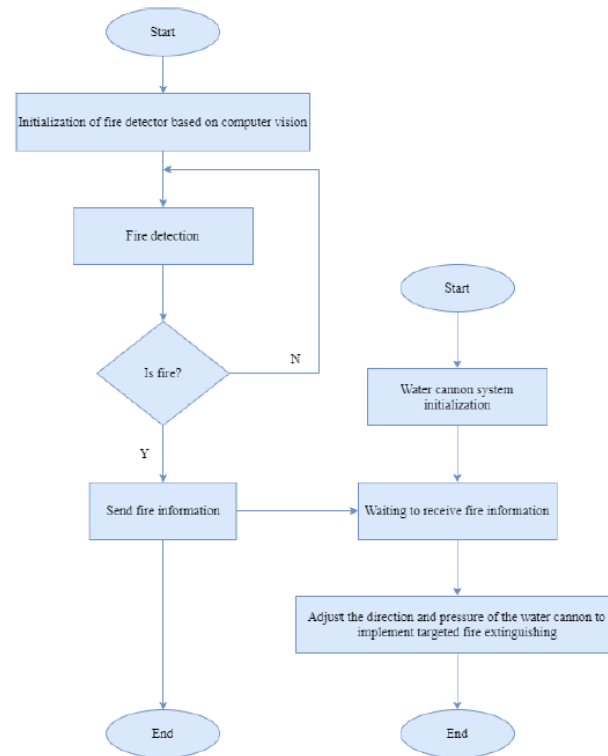 Start
Initialization of fire detector based on computer vision
Fire detection
Is fire?
N
Y
Send fire information
End
Start
Water cannon system
initialization
Waiting to receive fire information
Adjust the direction and pressure of the water cannon to
implement targeted fire extinguishing
End